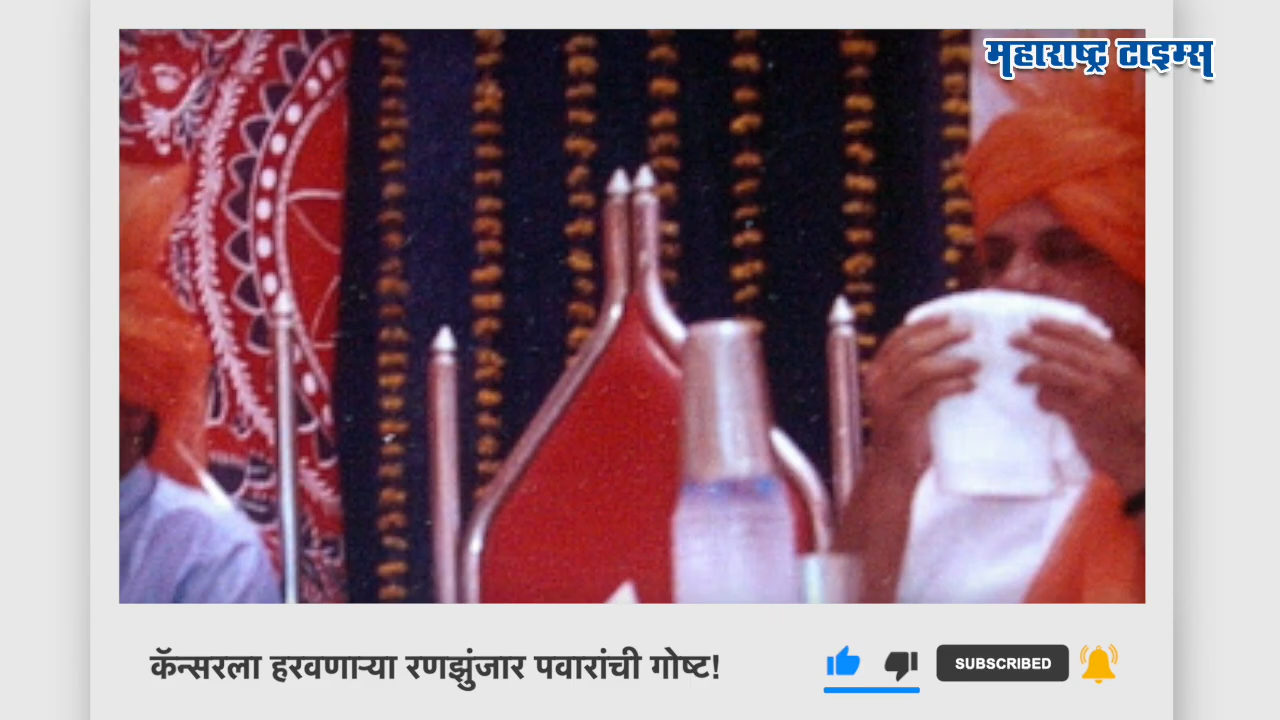 महाराष्ट्र टाइम्स्
कॅन्सरला हरवणाऱ्या रणझुंजार पवारांची गोष्ट!
SUBSCRIBED